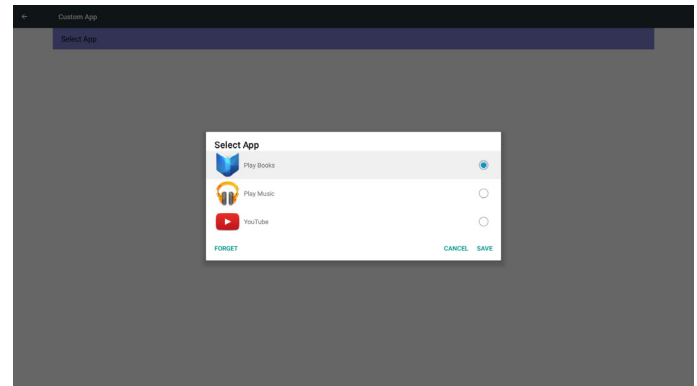 Custom App
Select App
Select App
Play Books
Play Music
YouTube
FORGET CANCEL SAVE